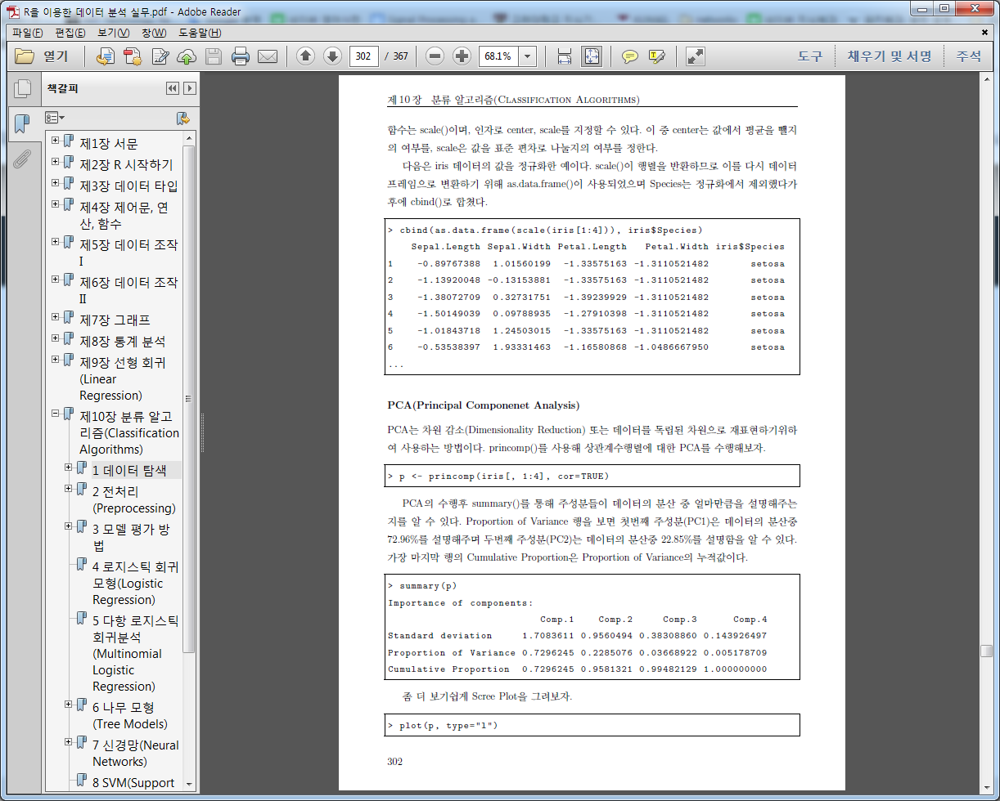 R을 이용한 데이터 분석 실무.pdf - Adobe Reader
파일(F) 편집(E) 보기(V) 창(W) 도움말(H)
열기 302 / 367 68.1% 도구 채우기 및 서명 주석
책갈피
제1장 서문
제2장 R 시작하기
제3장 데이터 타입
제4장 제어문, 연
산, 함수
제5장 데이터 조작
I
제6장 데이터 조작
II
제7장 그래프
제8장 통계 분석
제9장 선형 회귀
(Linear
Regression)
제10장 분류 알고
리즘(Classification
Algorithms)
1 데이터 탐색
2 전처리
(Preprocessing)
3 모델 평가 방
법
4 로지스틱 회귀
모형(Logistic
Regression)
5 다항 로지스틱
회귀분석
(Multinomial
Logistic
Regression)
6 나무 모형
(Tree Models)
7 신경망(Neural
Networks)
8 SVM(Support
제 10 장 분류 알고리즘(CLASSIFICATION ALGORITHMS)
함수는 scale()이며, 인자로 center, scale를 지정할 수 있다. 이 중 center는 값에서 평균을 뺄지
의 여부를, scale은 값을 표준 편차로 나눌지의 여부를 정한다.
다음은 iris 데이터의 값을 정규화한 예이다. scale()이 행렬을 반환하므로 이를 다시 데이터
프레임으로 변환하기 위해 as.data.frame()이 사용되었으며 Species는 정규화에서 제외했다가
후에 cbind()로 합쳤다.
> cbind(as.data.frame(scale(iris[1:4])), iris$Species)
Sepal.Length Sepal.Width Petal.Length Petal.Width iris$Species
1 -0.89767388 1.01560199 -1.33575163 -1.3110521482 setosa
2 -1.13920048 -0.13153881 -1.33575163 -1.3110521482 setosa
3 -1.38072709 0.32731751 -1.39239929 -1.3110521482 setosa
4 -1.50149039 0.09788935 -1.27910398 -1.3110521482 setosa
5 -1.01843718 1.24503015 -1.33575163 -1.3110521482 setosa
6 -0.53538397 1.93331463 -1.16580868 -1.0486667950 setosa
...
PCA(Principal Componenet Analysis)
PCA는 차원 감소(Dimensionality Reduction) 또는 데이터를 독립된 차원으로 재표현하기위하
여 사용하는 방법이다. princomp()를 사용해 상관계수행렬에 대한 PCA를 수행해보자.
> p <- princomp(iris[, 1:4], cor=TRUE)
PCA의 수행후 summary()를 통해 주성분들이 데이터의 분산 중 얼마만큼을 설명해주는
지를 알 수 있다. Proportion of Variance 행을 보면 첫번째 주성분(PC1)은 데이터의 분산중
72.96%를 설명해주며 두번째 주성분(PC2)는 데이터의 분산중 22.85%를 설명함을 알 수 있다.
가장 마지막 행의 Cumulative Proportion은 Proportion of Variance의 누적값이다.
> summary(p)
Importance of components:
Comp.1 Comp.2 Comp.3 Comp.4
Standard deviation 1.7083611 0.9560494 0.38308860 0.143926497
Proportion of Variance 0.7296245 0.2285076 0.03668922 0.005178709
Cumulative Proportion 0.7296245 0.9581321 0.99482129 1.000000000
좀 더 보기쉽게 Scree Plot을 그려보자.
> plot(p, type="l")
302